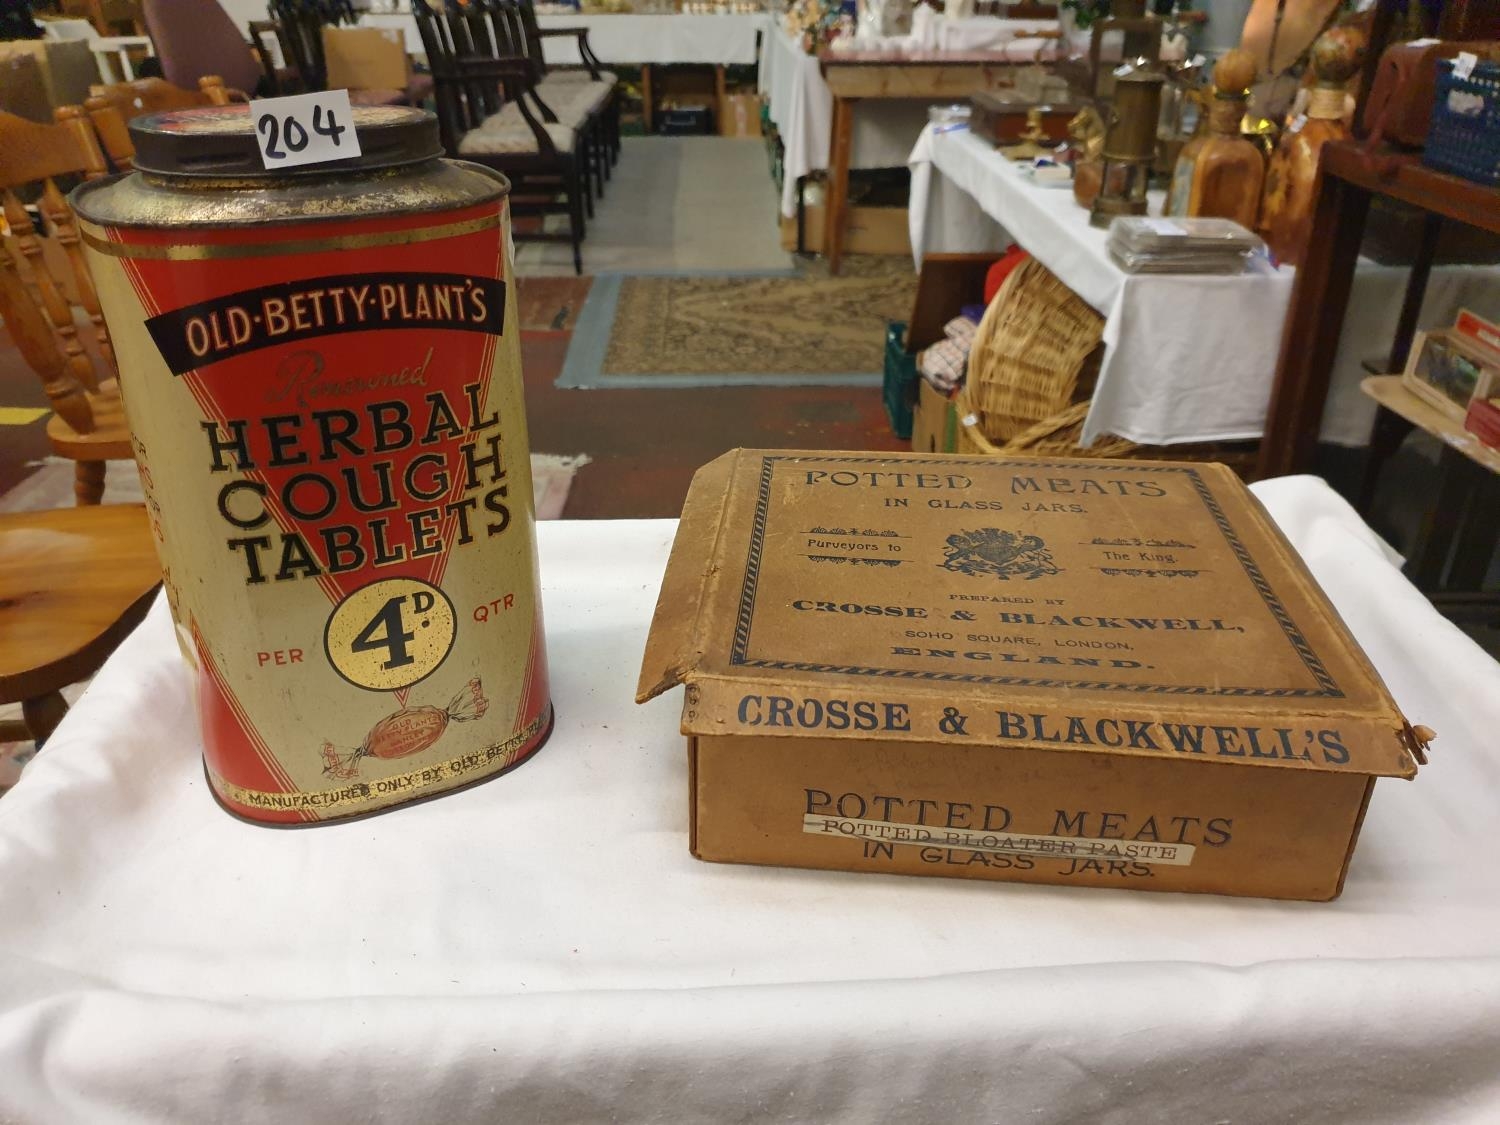 204
OLD·BETTY·PLANT'S
Renowned
HERBAL
COUGH
TABLETS
PER 4D. QTR
OLD
MANUFACTURED ONLY BY OLD
POTTED MEATS
IN GLASS JARS.
Purveyors to The King.
PREPARED BY
CROSSE & BLACKWELL,
SOHO SQUARE, LONDON,
ENGLAND.
CROSSE & BLACKWELL'S
POTTED MEATS
POTTED BLOATER PASTE
IN GLASS JARS.